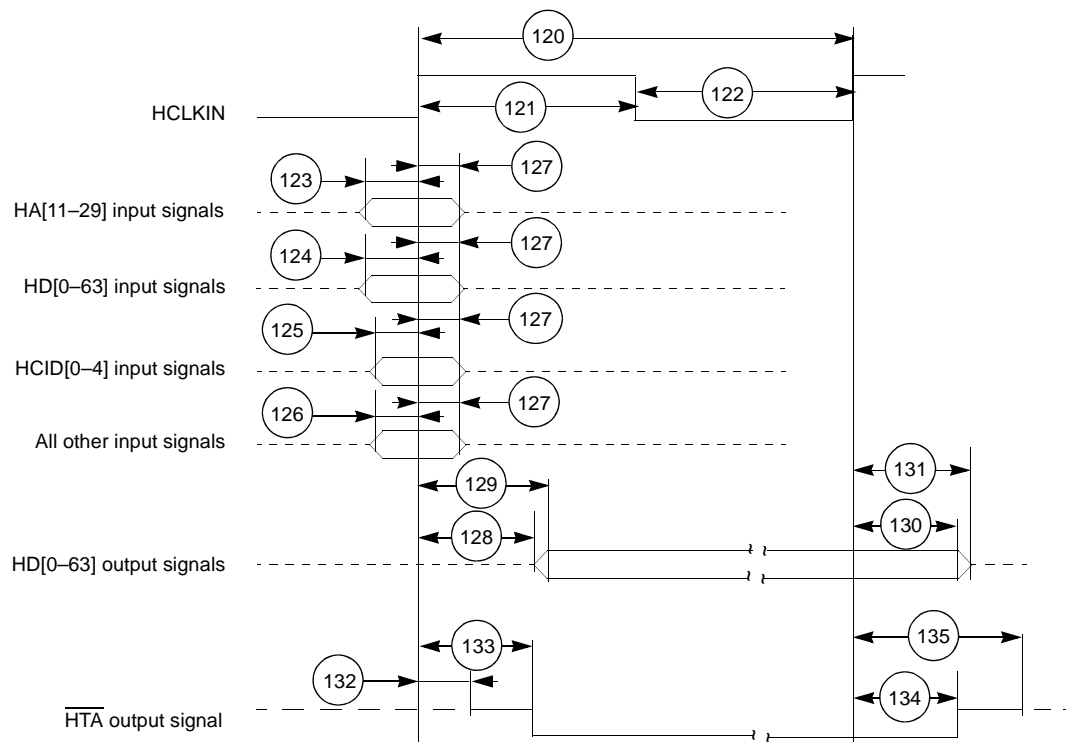 120
121
122
HCLKIN
127
123
HA[11–29] input signals
127
124
HD[0–63] input signals
127
125
HCID[0–4] input signals
127
126
All other input signals
129
131
128
130
HD[0–63] output signals
133
135
132
134
HTA output signal